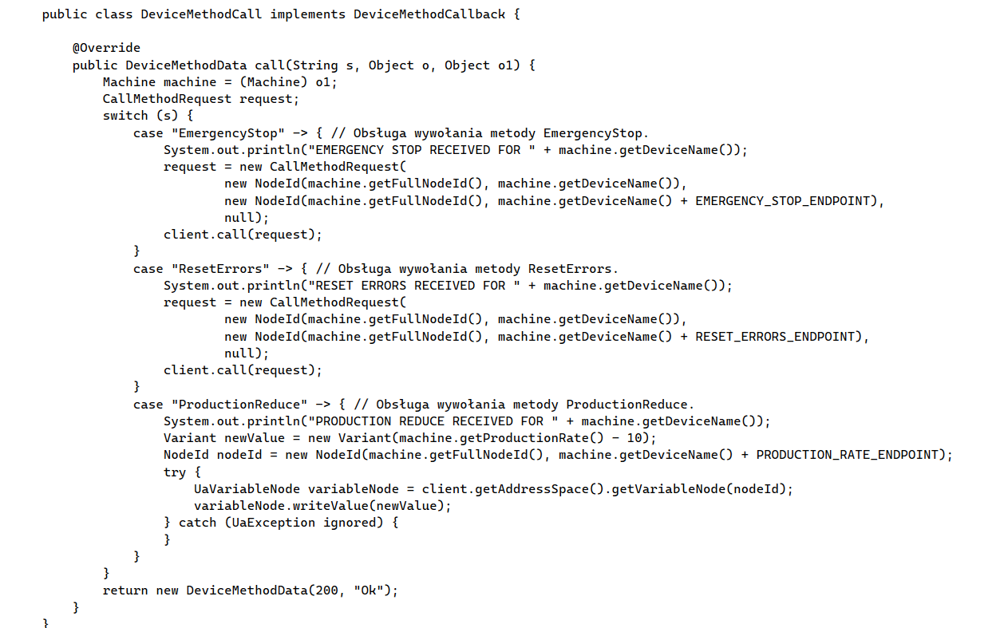 public class DeviceMethodCall implements DeviceMethodCallback {
@Override
public DeviceMethodData call(String s, Object o, Object o1) {
Machine machine = (Machine) o1;
CallMethodRequest request;
switch (s) {
case "EmergencyStop" -> { // Obsługa wywołania metody EmergencyStop.
System.out.println("EMERGENCY STOP RECEIVED FOR " + machine.getDeviceName());
request = new CallMethodRequest(
new NodeId(machine.getFullNodeId(), machine.getDeviceName()),
new NodeId(machine.getFullNodeId(), machine.getDeviceName() + EMERGENCY_STOP_ENDPOINT),
null);
client.call(request);
}
case "ResetErrors" -> { // Obsługa wywołania metody ResetErrors.
System.out.println("RESET ERRORS RECEIVED FOR " + machine.getDeviceName());
request = new CallMethodRequest(
new NodeId(machine.getFullNodeId(), machine.getDeviceName()),
new NodeId(machine.getFullNodeId(), machine.getDeviceName() + RESET_ERRORS_ENDPOINT),
null);
client.call(request);
}
case "ProductionReduce" -> { // Obsługa wywołania metody ProductionReduce.
System.out.println("PRODUCTION REDUCE RECEIVED FOR " + machine.getDeviceName());
Variant newValue = new Variant(machine.getProductionRate() - 10);
NodeId nodeId = new NodeId(machine.getFullNodeId(), machine.getDeviceName() + PRODUCTION_RATE_ENDPOINT);
try {
UaVariableNode variableNode = client.getAddressSpace().getVariableNode(nodeId);
variableNode.writeValue(newValue);
} catch (UaException ignored) {
}
}
}
return new DeviceMethodData(200, "Ok");
}
}